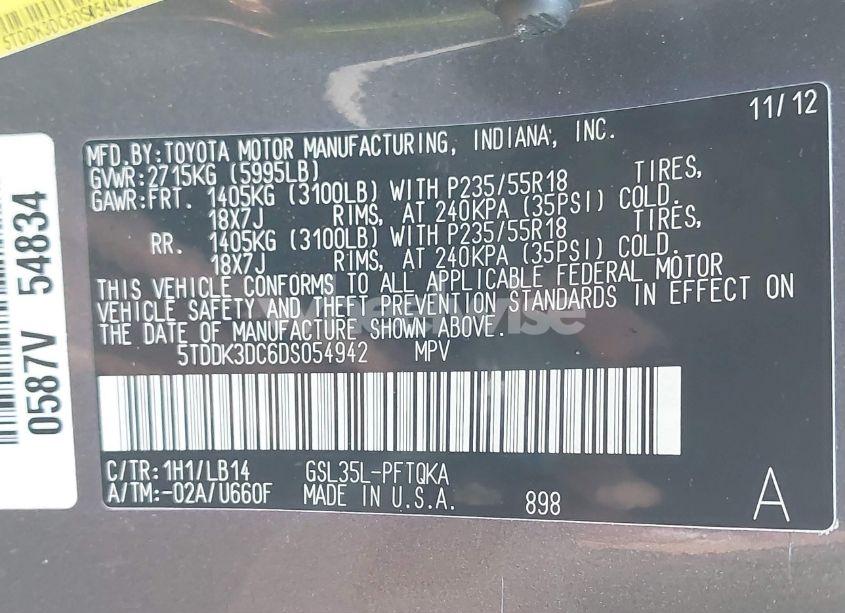 5TDDK3DC6DS054942
11/12
MFD.BY:TOYOTA MOTOR MANUFACTURING, INDIANA, INC.
GVWR:2715KG (5995LB)
GAWR:FRT. 1405KG (3100LB) WITH P235/55R18 TIRES,
18X7J RIMS, AT 240KPA (35PSI) COLD.
RR. 1405KG (3100LB) WITH P235/55R18 TIRES,
18X7J RIMS, AT 240KPA (35PSI) COLD.
THIS VEHICLE CONFORMS TO ALL APPLICABLE FEDERAL MOTOR
VEHICLE SAFETY AND THEFT PREVENTION STANDARDS IN EFFECT ON
THE DATE OF MANUFACTURE SHOWN ABOVE.
5TDDK3DC6DS054942 MPV
C/TR:1H1/LB14 GSL35L-PFTQKA
A/TM:-02A/U660F MADE IN U.S.A. 898 A
0587V 54834